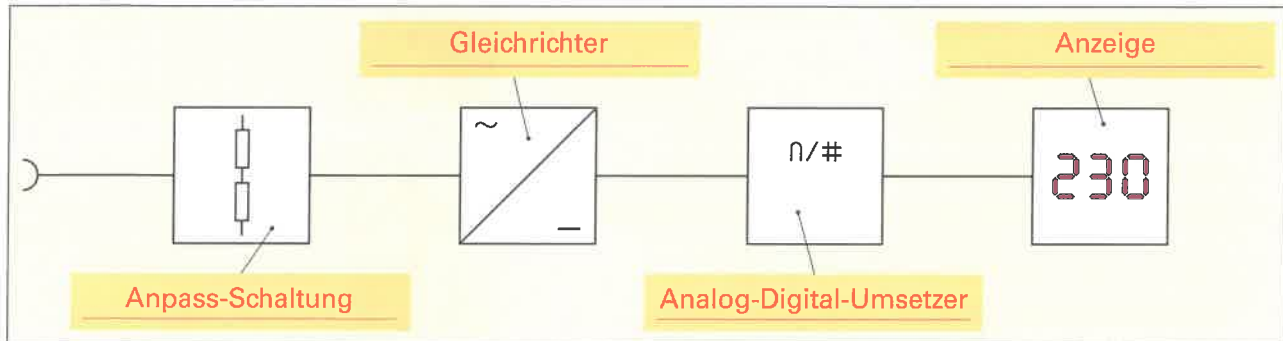 Gleichrichter
Anzeige
~
∩/#
230
—
Anpass-Schaltung
Analog-Digital-Umsetzer